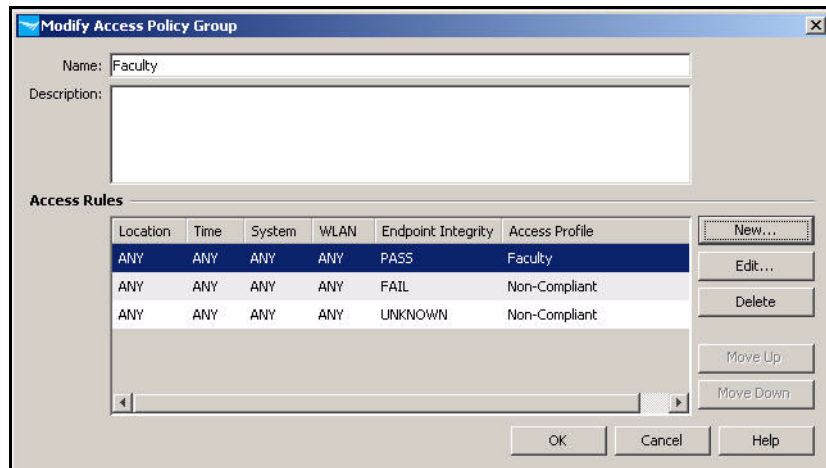 Modify Access Policy Group
Name: Faculty
Description:
Access Rules
Location Time System WLAN Endpoint Integrity Access Profile
ANY ANY ANY ANY PASS Faculty
ANY ANY ANY ANY FAIL Non-Compliant
ANY ANY ANY ANY UNKNOWN Non-Compliant
New...
Edit...
Delete
Move Up
Move Down
OK Cancel Help